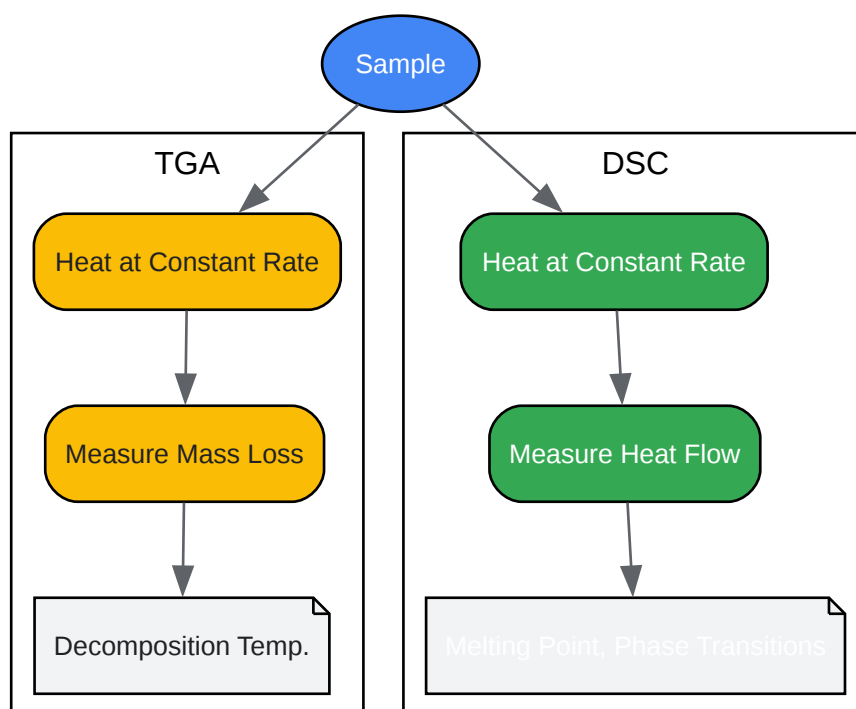 Sample
TGA
DSC
Heat at Constant Rate
Heat at Constant Rate
Measure Mass Loss
Measure Heat Flow
Decomposition Temp.
Melting Point, Phase Transitions